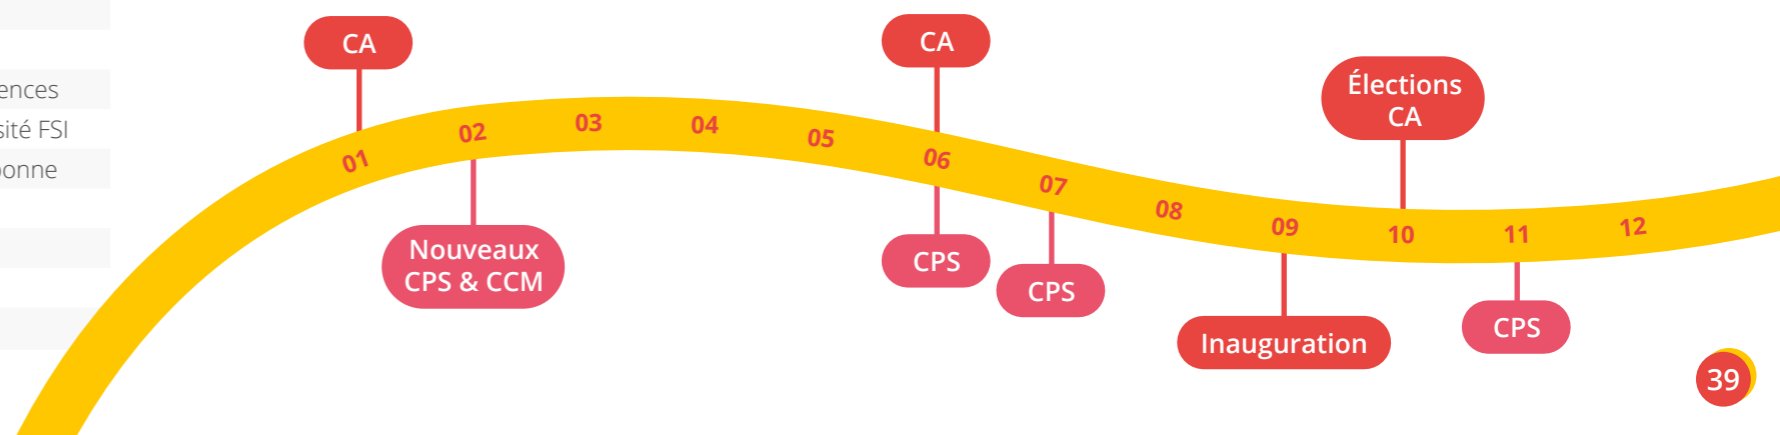 CA
CA
Élections
CA
01
02
03
04
05
06
07
08
09
10
11
12
Nouveaux
CPS & CCM
CPS
CPS
Inauguration
CPS
ences
sité FSI
onne
39